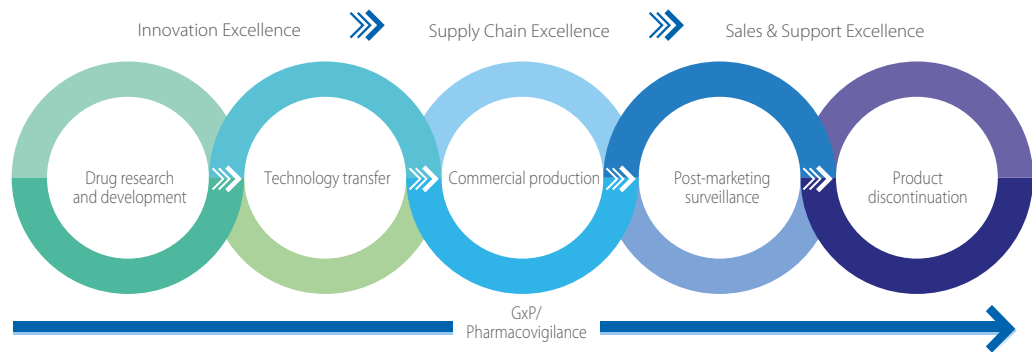 Innovation Excellence
Supply Chain Excellence
Sales & Support Excellence
Drug research
and development
Technology transfer
Commercial production
Post-marketing
surveillance
Product
discontinuation
GxP/
Pharmacovigilance